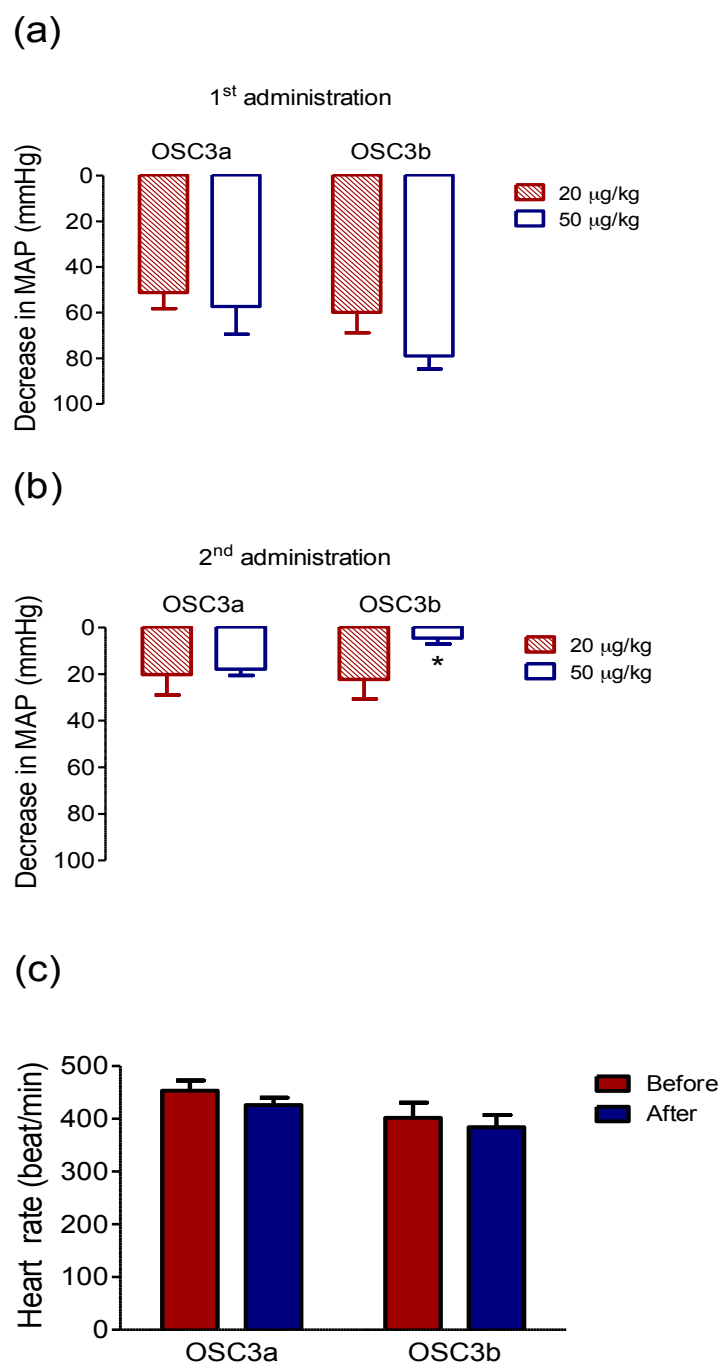 (a)
1st administration
OSC3a OSC3b
Decrease in MAP (mmHg)
0
20
40
60
80
100
20 µg/kg
50 µg/kg
(b)
2nd administration
OSC3a OSC3b
Decrease in MAP (mmHg)
0
20
40
60
80
100
*
20 µg/kg
50 µg/kg
(c)
Heart rate (beat/min)
500
400
300
200
100
0
Before
After
OSC3a OSC3b